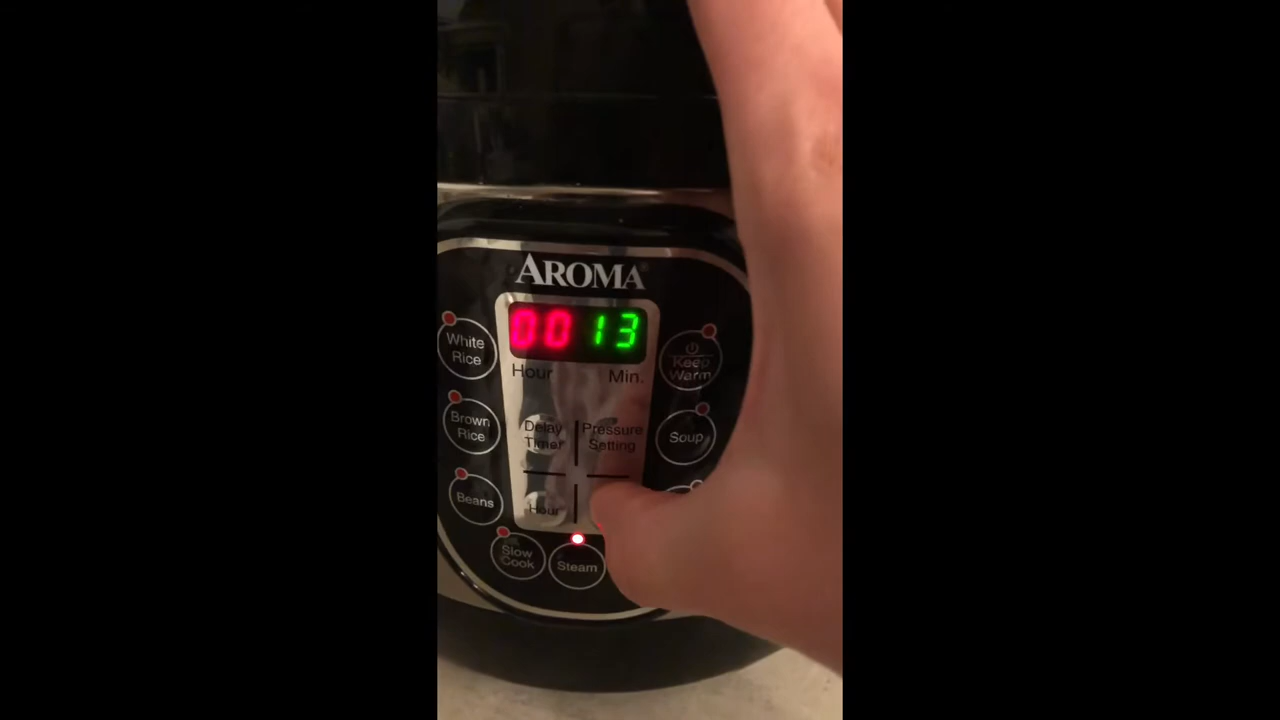 AROMA
00 13
Hour Min.
White
Rice
Keep
Warm
Delay
Timer
Pressure
Setting
Brown
Rice
Soup
Beans
Hour
Slow
Cook
Steam